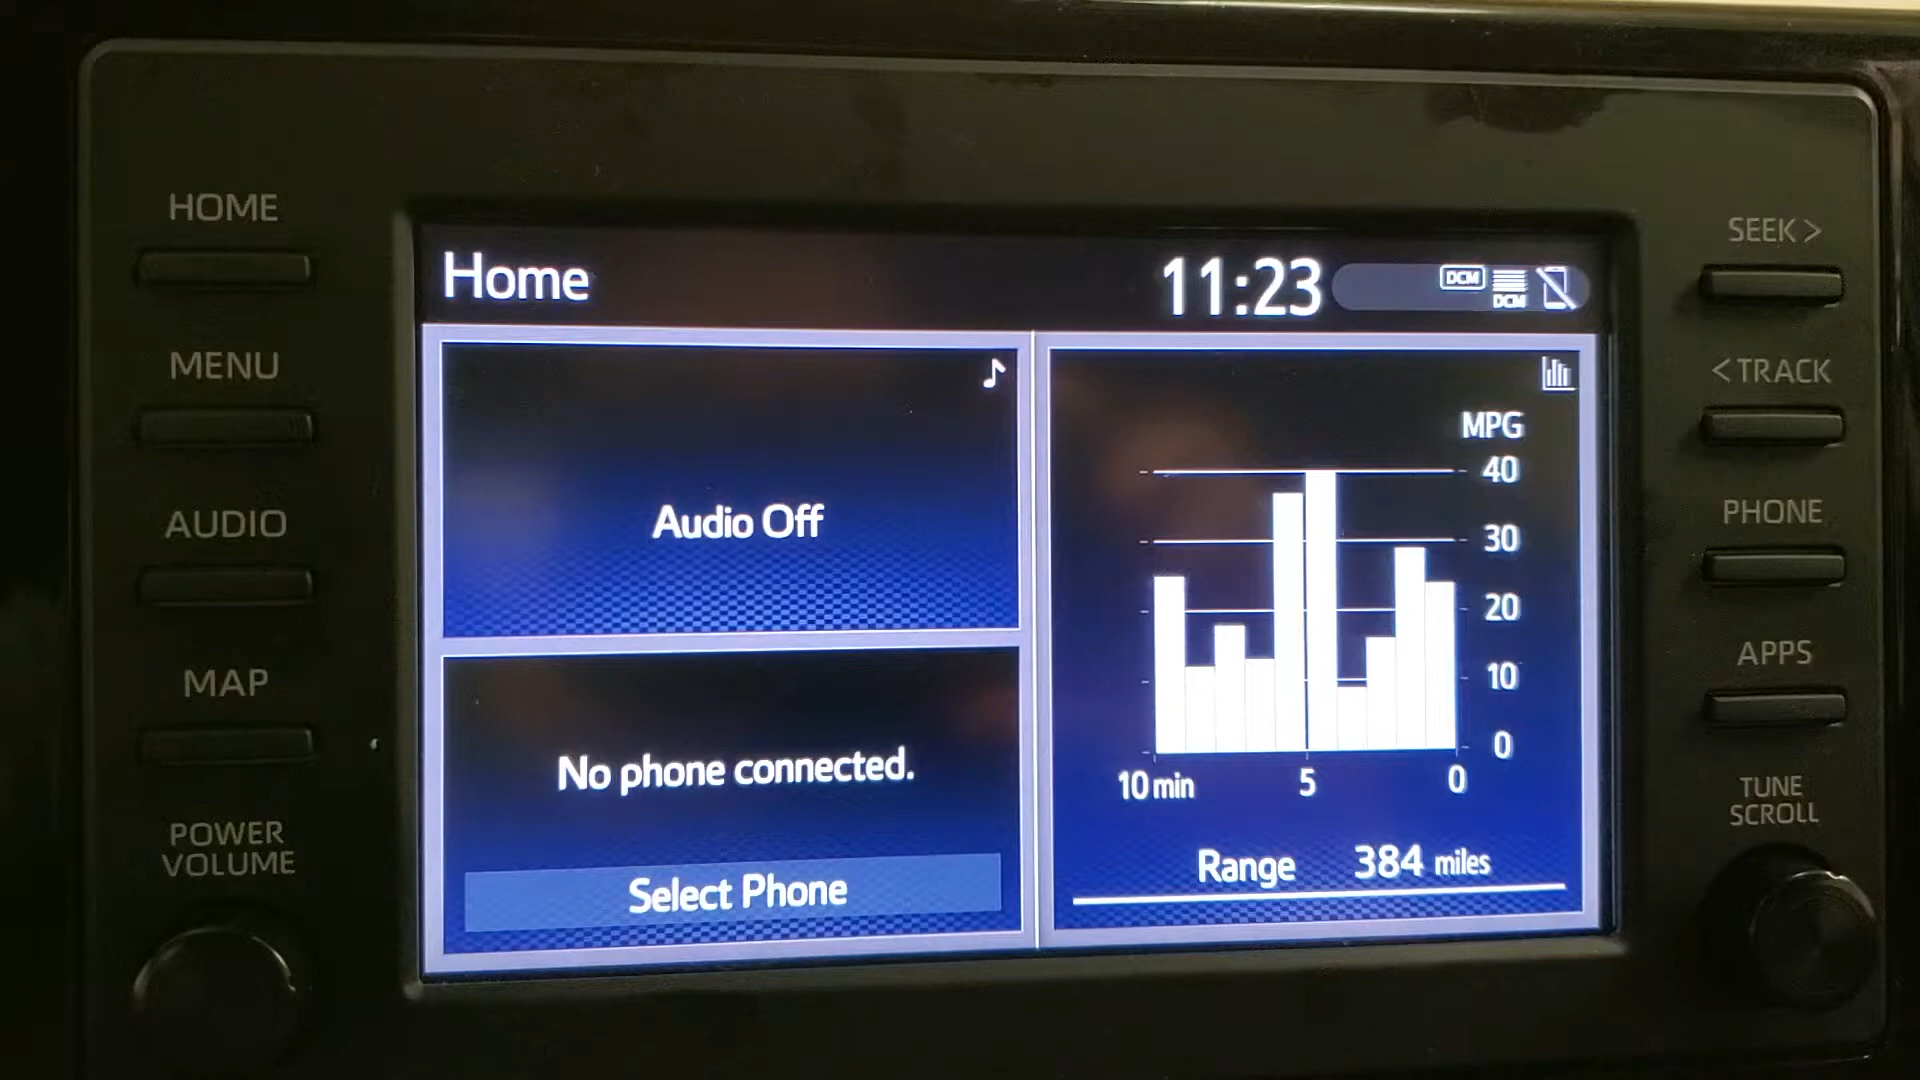 HOME
MENU
AUDIO
MAP
POWER
VOLUME
Home
11:23
DCM
DCM
Audio Off
No phone connected.
Select Phone
MPG
40
30
20
10
0
10 min
5
0
Range 384 miles
SEEK >
< TRACK
PHONE
APPS
TUNE
SCROLL